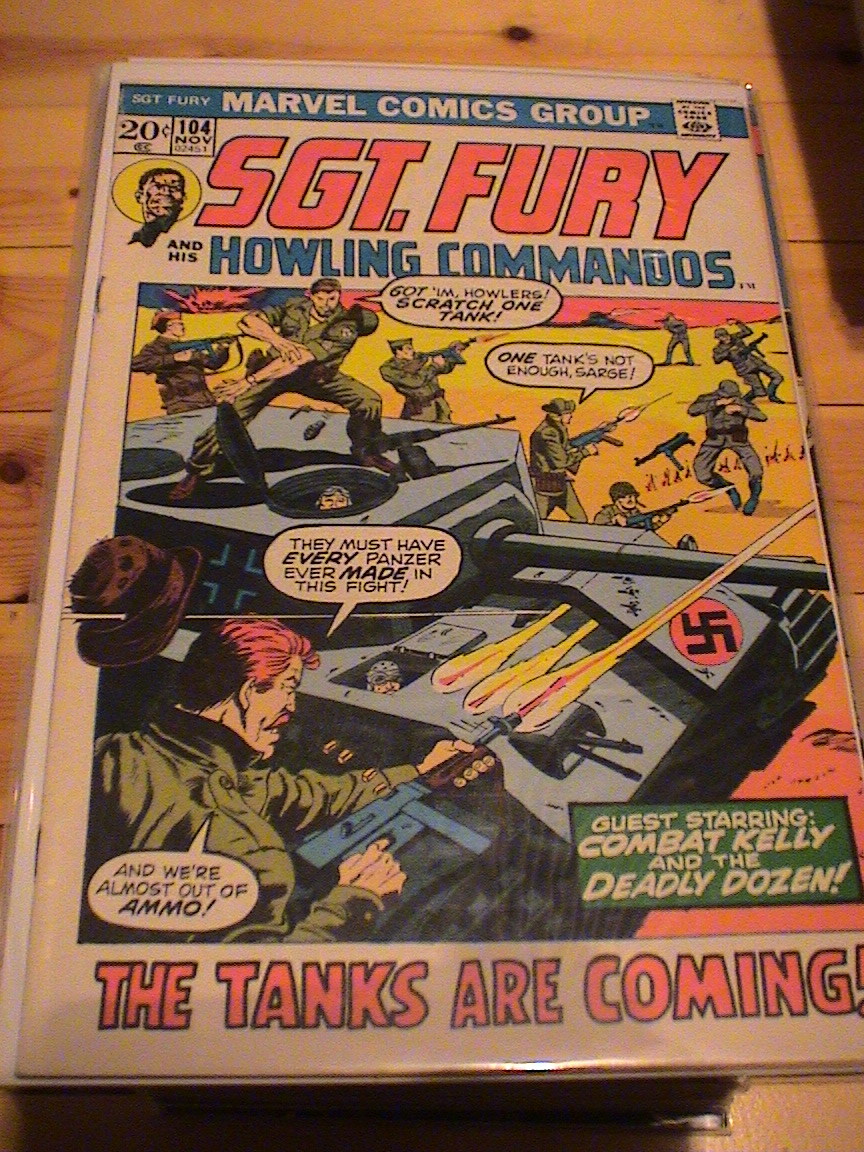 SGT FURY MARVEL COMICS GROUP
20¢ 104
NOV
02451
SGT. FURY
AND HIS HOWLING COMMANDOS TM
GOT 'IM, HOWLERS!
SCRATCH ONE
TANK!
ONE TANK'S NOT
ENOUGH, SARGE!
THEY MUST HAVE
EVERY PANZER
EVER MADE IN
THIS FIGHT!
AND WE'RE
ALMOST OUT OF
AMMO!
GUEST STARRING:
COMBAT KELLY
AND THE
DEADLY DOZEN!
THE TANKS ARE COMING!